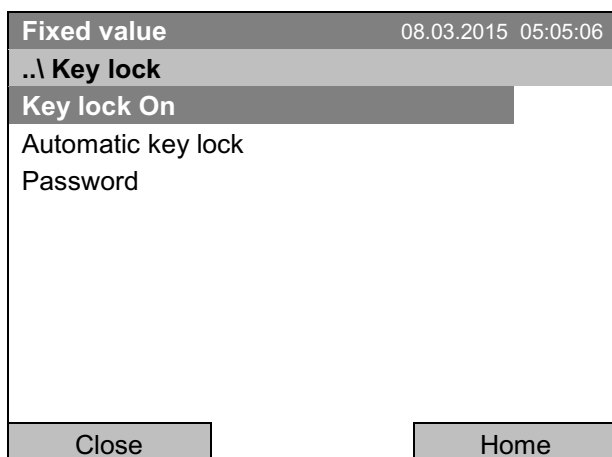 Fixed value 08.03.2015 05:05:06
..\ Key lock
Key lock On
Automatic key lock
Password
Close Home